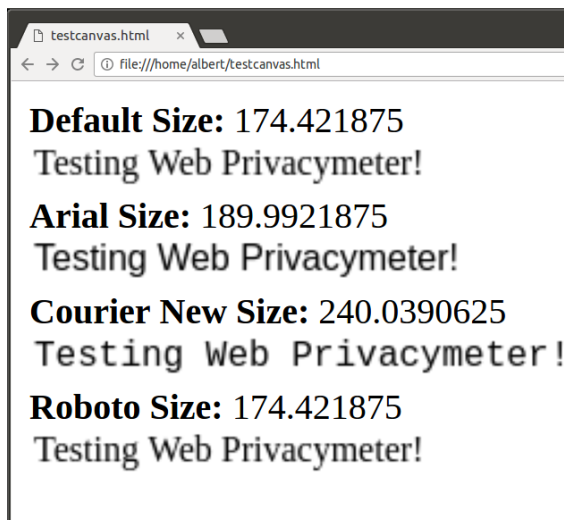 testcanvas.html ×
file:///home/albert/testcanvas.html
Default Size: 174.421875
Testing Web Privacymeter!
Arial Size: 189.9921875
Testing Web Privacymeter!
Courier New Size: 240.0390625
Testing Web Privacymeter!
Roboto Size: 174.421875
Testing Web Privacymeter!